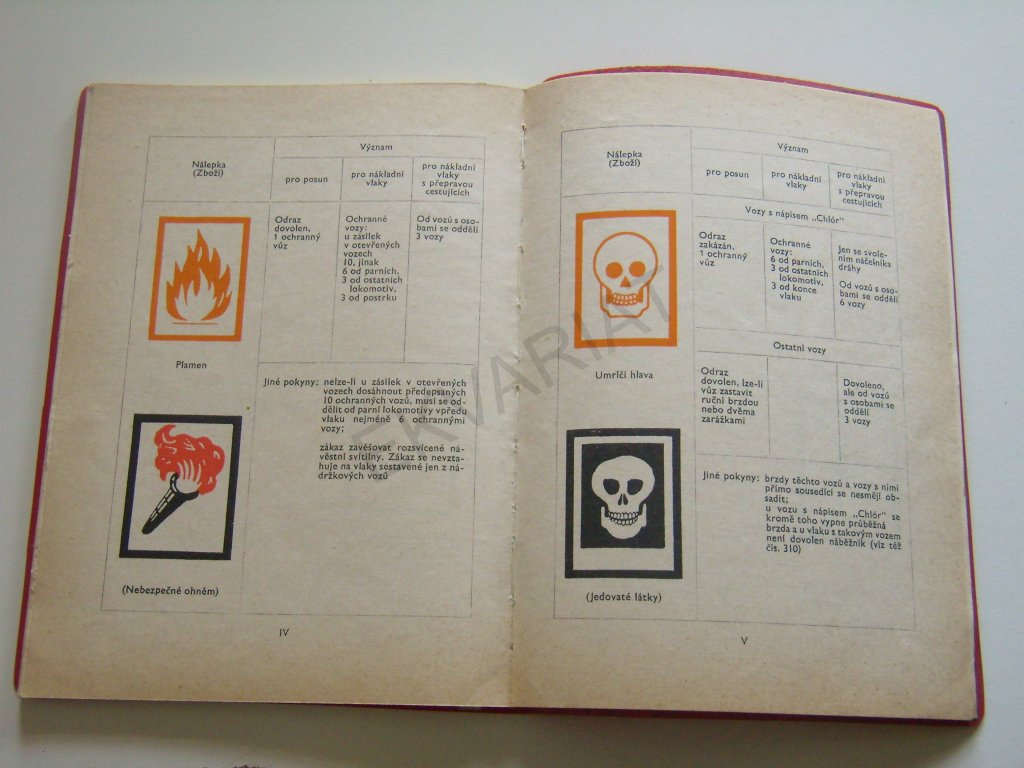 Nálepka
(Zboží)
Význam
pro posun
pro nákladní
vlaky
pro nákladní
vlaky
s přepravou
cestujících
Plamen
Odraz
dovolen,
1 ochranný
vůz
Ochranné
vozy:
u zásilek
v otevřených
vozech
10, jinak
6 od parních,
3 od ostatních
lokomotiv,
3 od postrku
Od vozů s oso-
bami se oddělí
3 vozy
Jiné pokyny: nelze-li u zásilek v otevřených
vozech dosáhnout předepsaných
10 ochranných vozů, musí se od-
dělit od parní lokomotivy vpředu
vlaku nejméně 6 ochrannými
vozy;
zákaz zavěšovat rozsvícené ná-
věstní svítilny. Zákaz se nevzta-
huje na vlaky sestavené jen z ná-
držkových vozů
(Nebezpečné ohněm)
IV
Nálepka
(Zboží)
Význam
pro posun
pro nákladní
vlaky
pro nákladní
vlaky
s přepravou
cestujících
Vozy s nápisem „Chlór"
Odraz
zakázán,
1 ochranný
vůz
Ochranné
vozy:
6 od parních,
3 od ostatních
lokomotiv,
3 od konce
vlaku
Jen se svole-
ním náčelníka
dráhy
Od vozů s oso-
bami se oddělí
6 vozy
Umrlčí hlava
Ostatní vozy
Odraz
dovolen, lze-li
vůz zastavit
ruční brzdou
nebo dvěma
zarážkami
Dovoleno,
ale od vozů
s osobami se
oddělí
3 vozy
Jiné pokyny: brzdy těchto vozů a vozy s nimi
přímo sousedící se nesmějí ob-
sadit;
u vozu s nápisem „Chlór" se
kromě toho vypne průběžná
brzda a u vlaku s takovým vozem
není dovolen náběžník (viz též
čís. 310)
(Jedovaté látky)
V